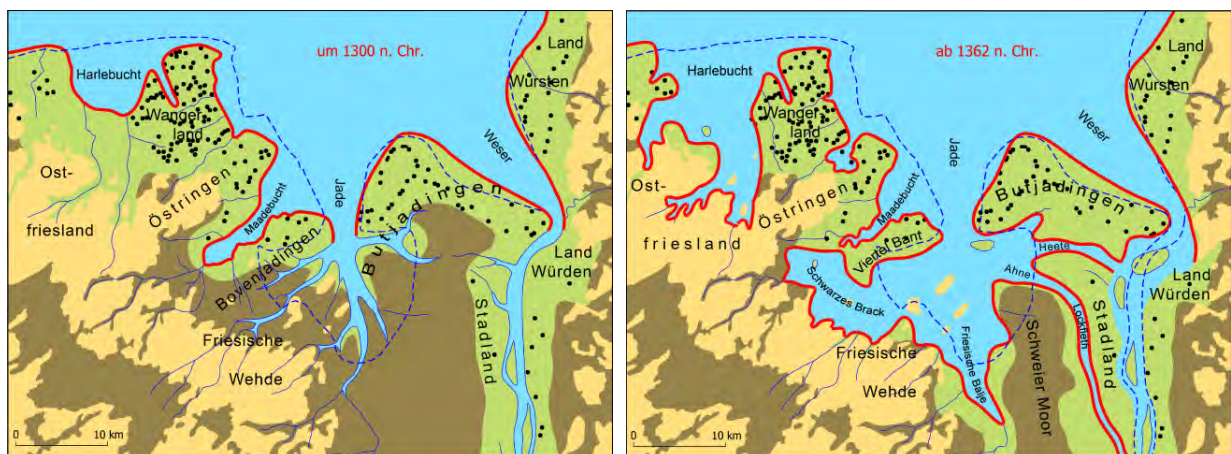 um 1300 n. Chr.
Harlebucht
Land
Wursten
Wanger-
land
Weser
Ost-
friesland
Östringen
Jade
Maadebucht
Butjadingen
Bovenjadingen
Land
Würden
Friesische
Wehde
Stadland
0 10 km
ab 1362 n. Chr.
Harlebucht
Land
Wursten
Wanger-
land
Weser
Jade
Ost-
friesland
Östringen
Maadebucht
Butjadingen
Viertel Bant
Heete
Ahne
Land
Würden
Schwarzes Brack
Lockfleth
Stadland
Friesische
Wehde
Friesische Balje
Schweier Moor
0 10 km